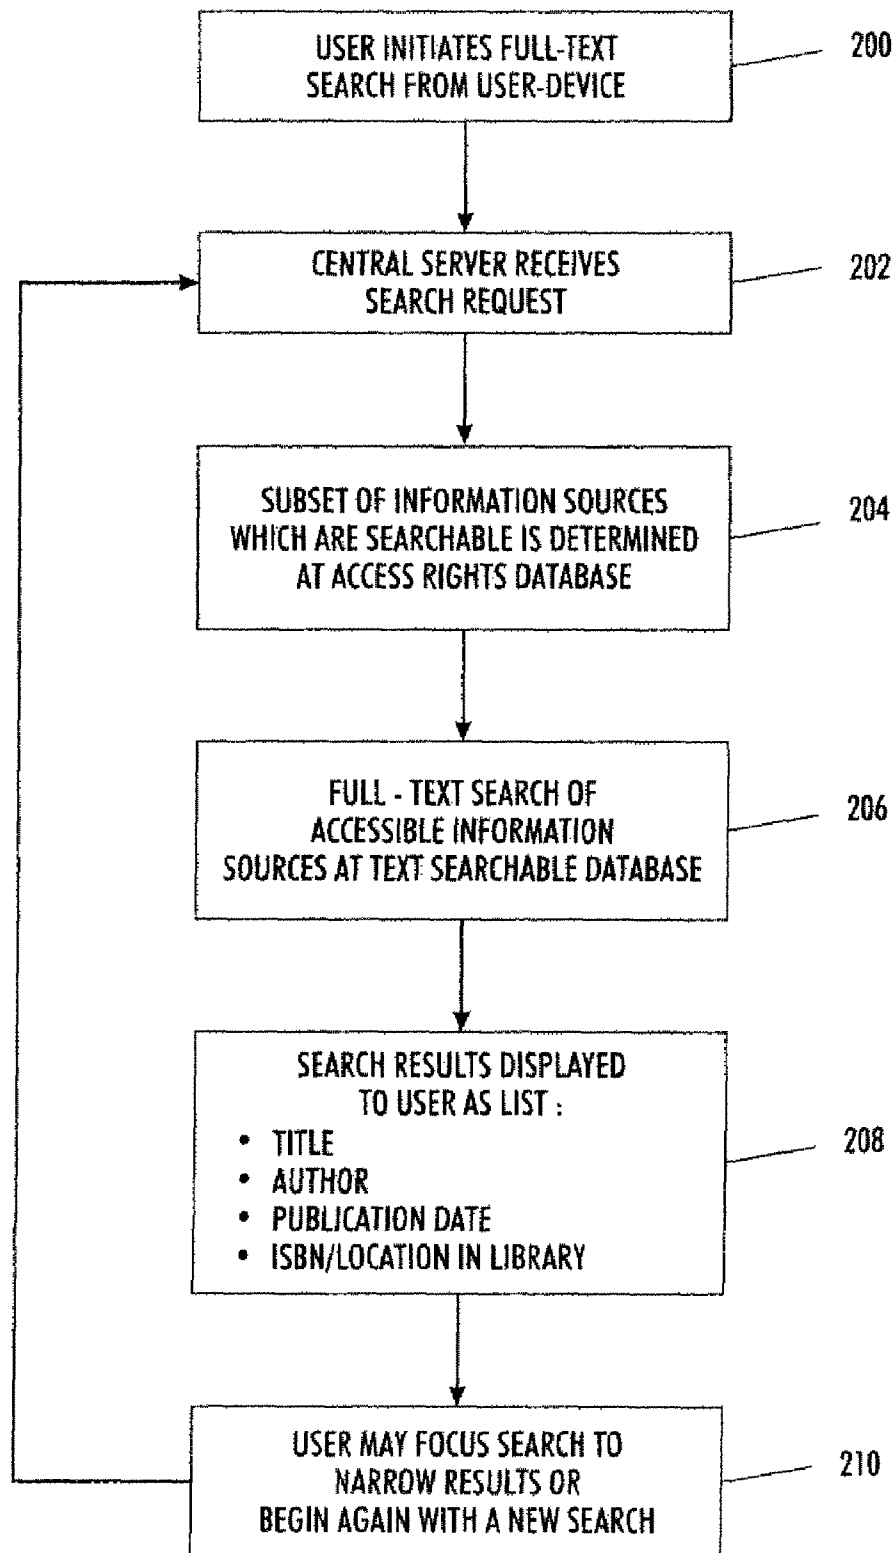 USER INITIATES FULL-TEXT
SEARCH FROM USER-DEVICE
200
CENTRAL SERVER RECEIVES
SEARCH REQUEST
202
SUBSET OF INFORMATION SOURCES
WHICH ARE SEARCHABLE IS DETERMINED
AT ACCESS RIGHTS DATABASE
204
FULL - TEXT SEARCH OF
ACCESSIBLE INFORMATION
SOURCES AT TEXT SEARCHABLE DATABASE
206
SEARCH RESULTS DISPLAYED
TO USER AS LIST :
• TITLE
• AUTHOR
• PUBLICATION DATE
• ISBN/LOCATION IN LIBRARY
208
USER MAY FOCUS SEARCH TO
NARROW RESULTS OR
BEGIN AGAIN WITH A NEW SEARCH
210